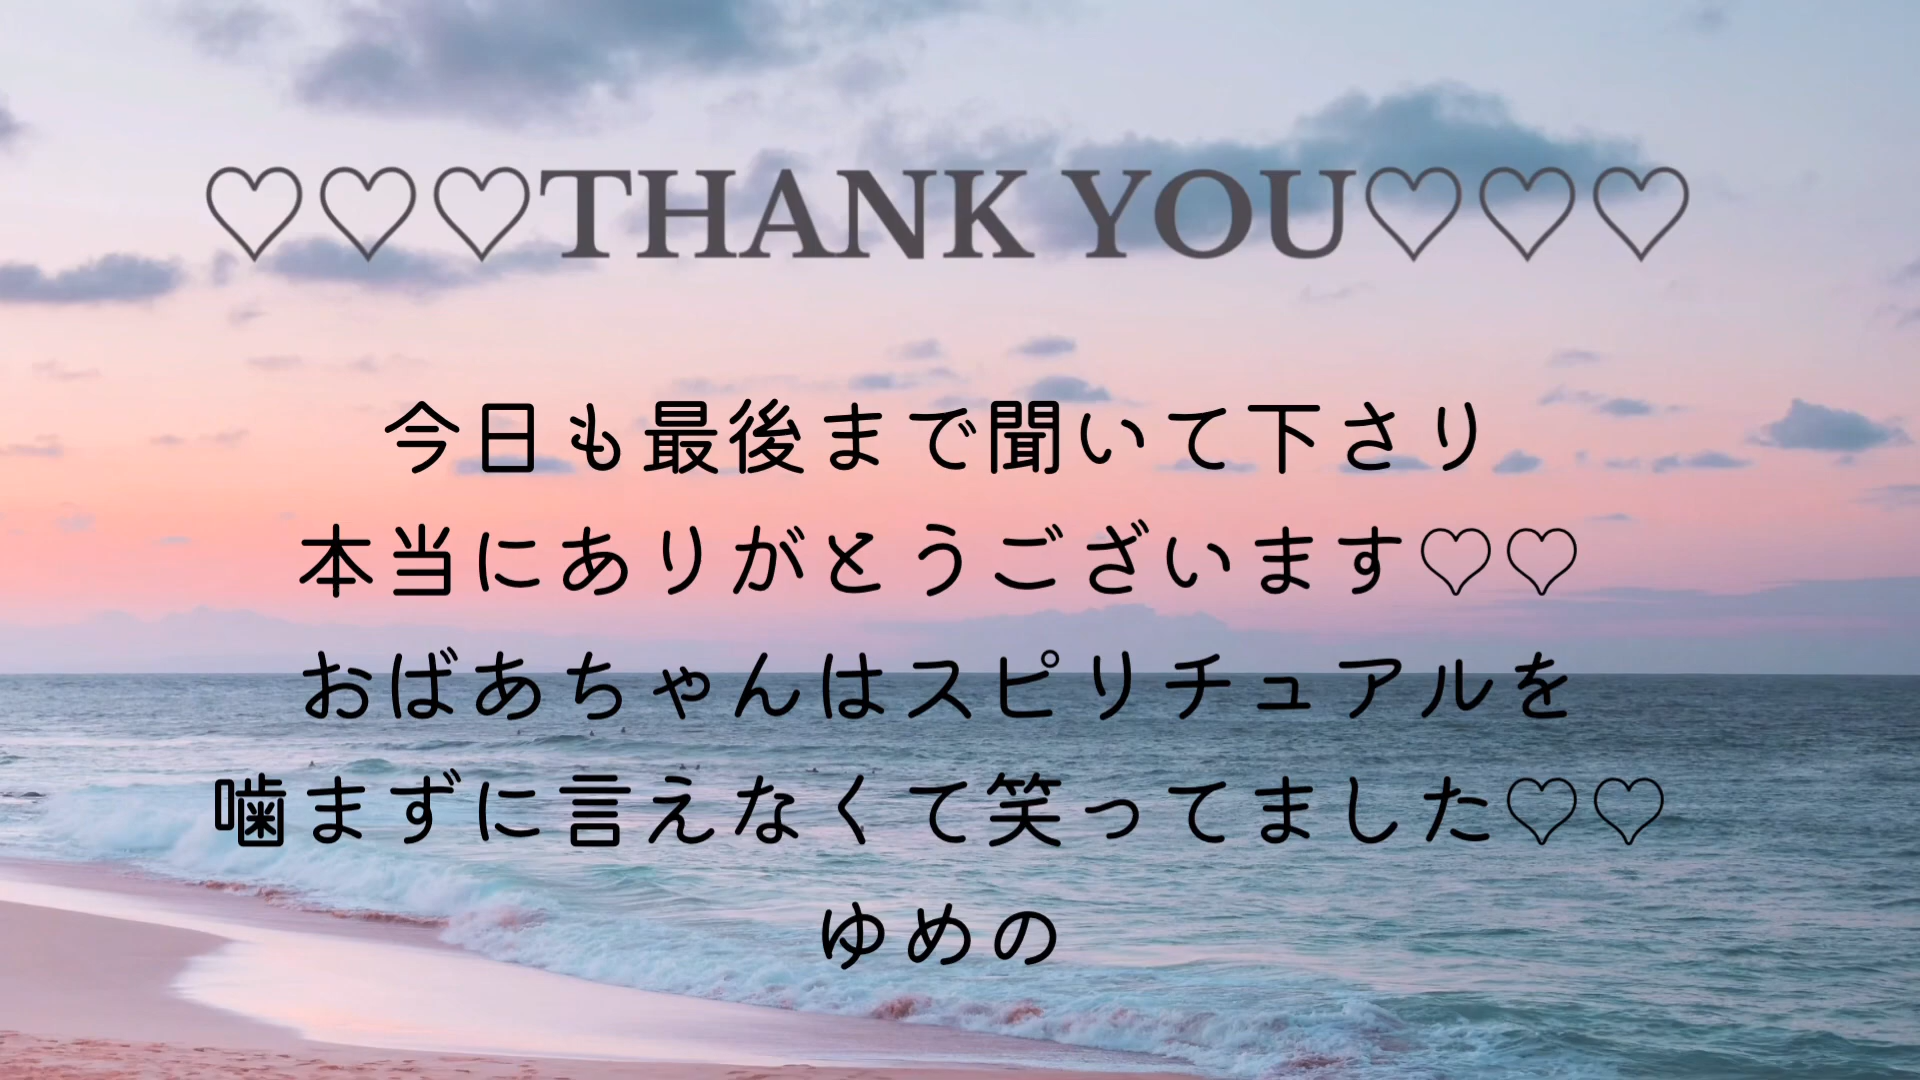 ♡♡♡THANK YOU♡♡♡
今日も最後まで聞いて下さり
本当にありがとうございます♡♡
おばあちゃんはスピリチュアルを
噛まずに言えなくて笑ってました♡♡
ゆめの